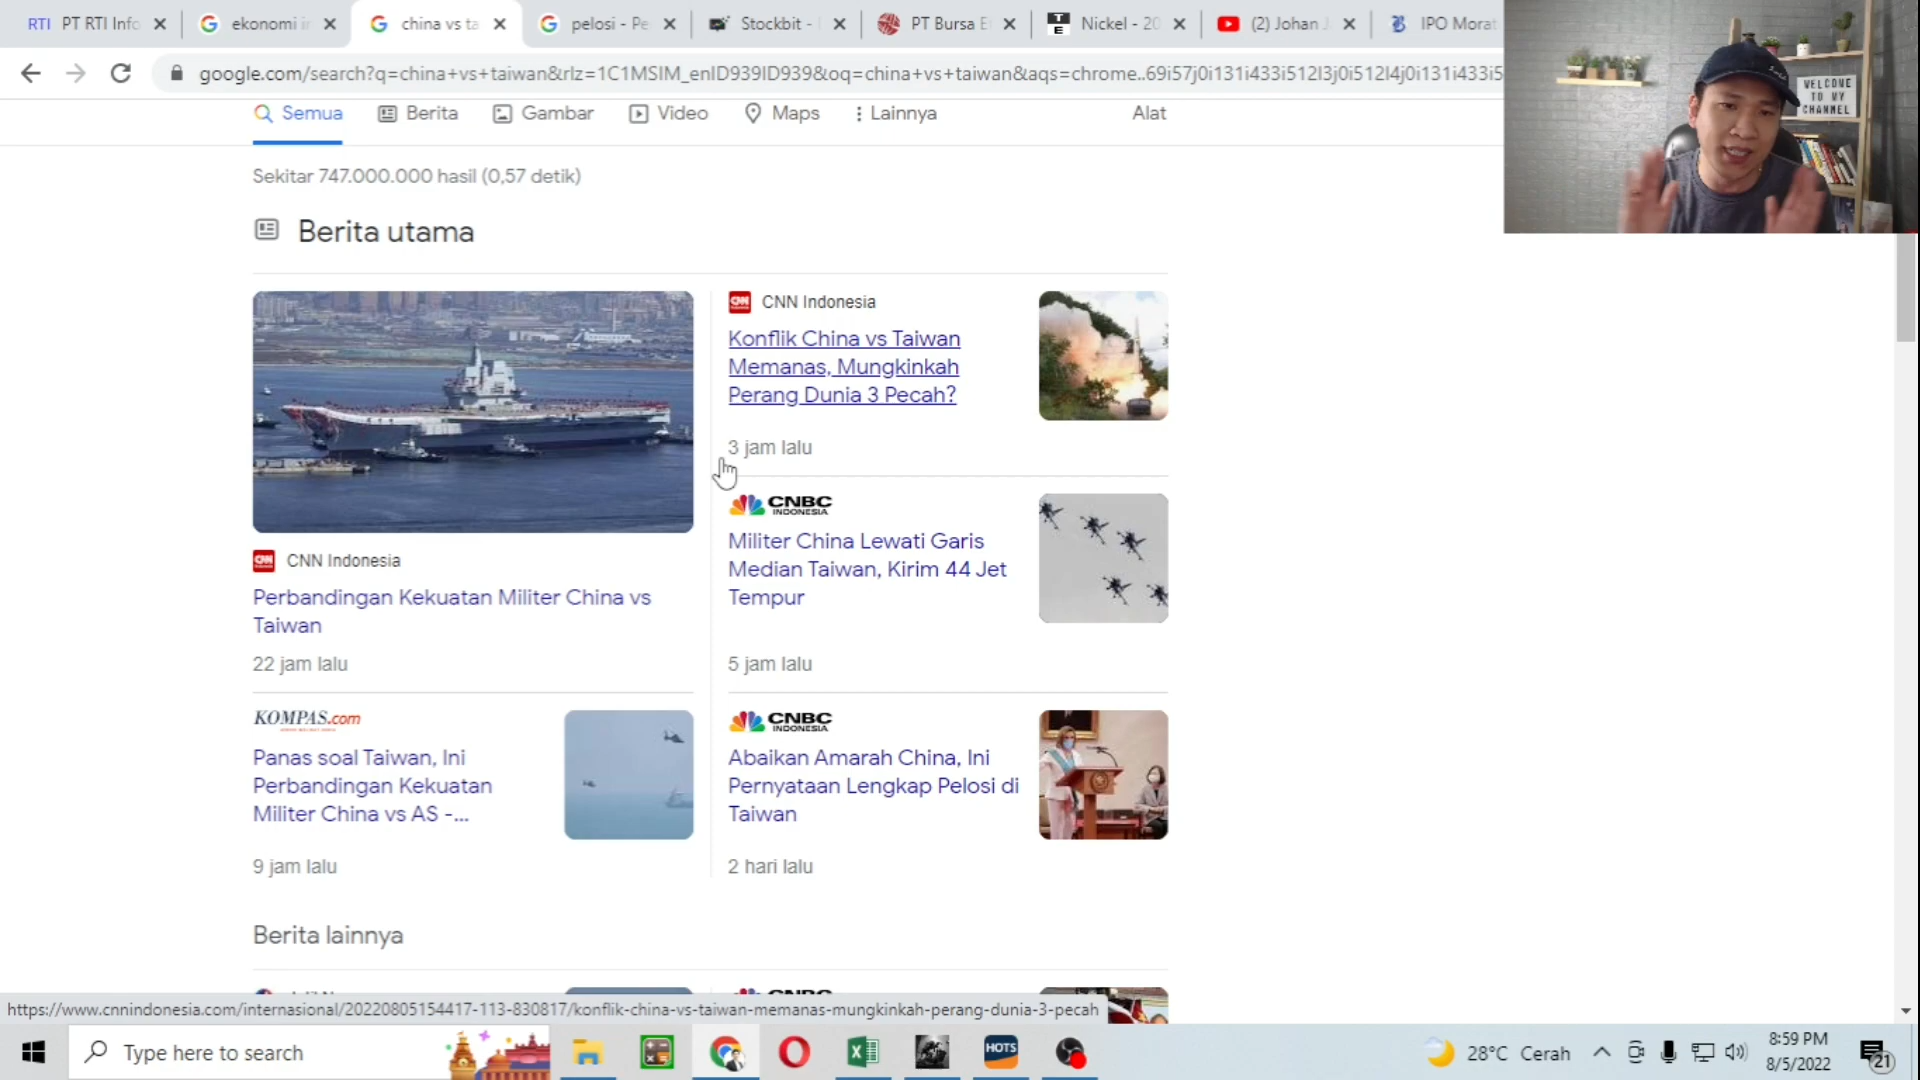 RTI PT RTI Info
ekonomi in
china vs ta
pelosi - Pe
Stockbit -
PT Bursa E
Nickel - 20
(2) Johan J
IPO Morat
google.com/search?q=china+vs+taiwan&rlz=1C1MSIM_enID939ID939&oq=china+vs+taiwan&aqs=chrome..69i57j0i131i433i512l3j0i512l4j0i131i433i5
WELCOME
TO MY
CHANNEL
Semua
Berita
Gambar
Video
Maps
Lainnya
Alat
Sekitar 747.000.000 hasil (0,57 detik)
Berita utama
CNN Indonesia
Konflik China vs Taiwan
Memanas, Mungkinkah
Perang Dunia 3 Pecah?
3 jam lalu
CNBC
INDONESIA
Militer China Lewati Garis
Median Taiwan, Kirim 44 Jet
Tempur
5 jam lalu
CNN Indonesia
Perbandingan Kekuatan Militer China vs
Taiwan
22 jam lalu
KOMPAS.com
Panas soal Taiwan, Ini
Perbandingan Kekuatan
Militer China vs AS -...
9 jam lalu
CNBC
INDONESIA
Abaikan Amarah China, Ini
Pernyataan Lengkap Pelosi di
Taiwan
2 hari lalu
Berita lainnya
https://www.cnnindonesia.com/internasional/20220805154417-113-830817/konflik-china-vs-taiwan-memanas-mungkinkah-perang-dunia-3-pecah
Type here to search
HOTS
28°C Cerah
8:59 PM
8/5/2022
21